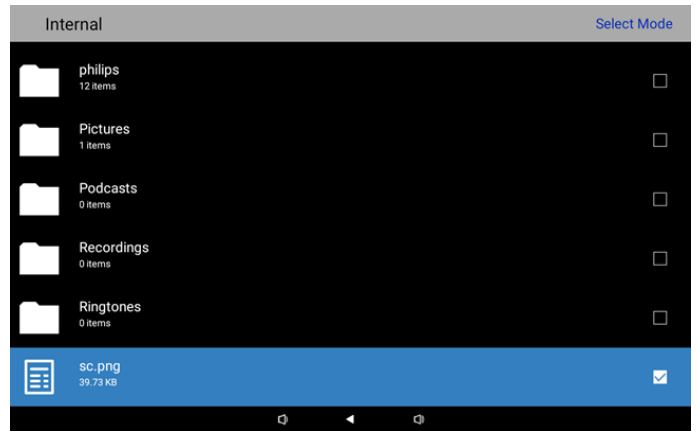 Internal
Select Mode
philips
12 items
Pictures
1 items
Podcasts
0 items
Recordings
0 items
Ringtones
0 items
sc.png
39.73 KB